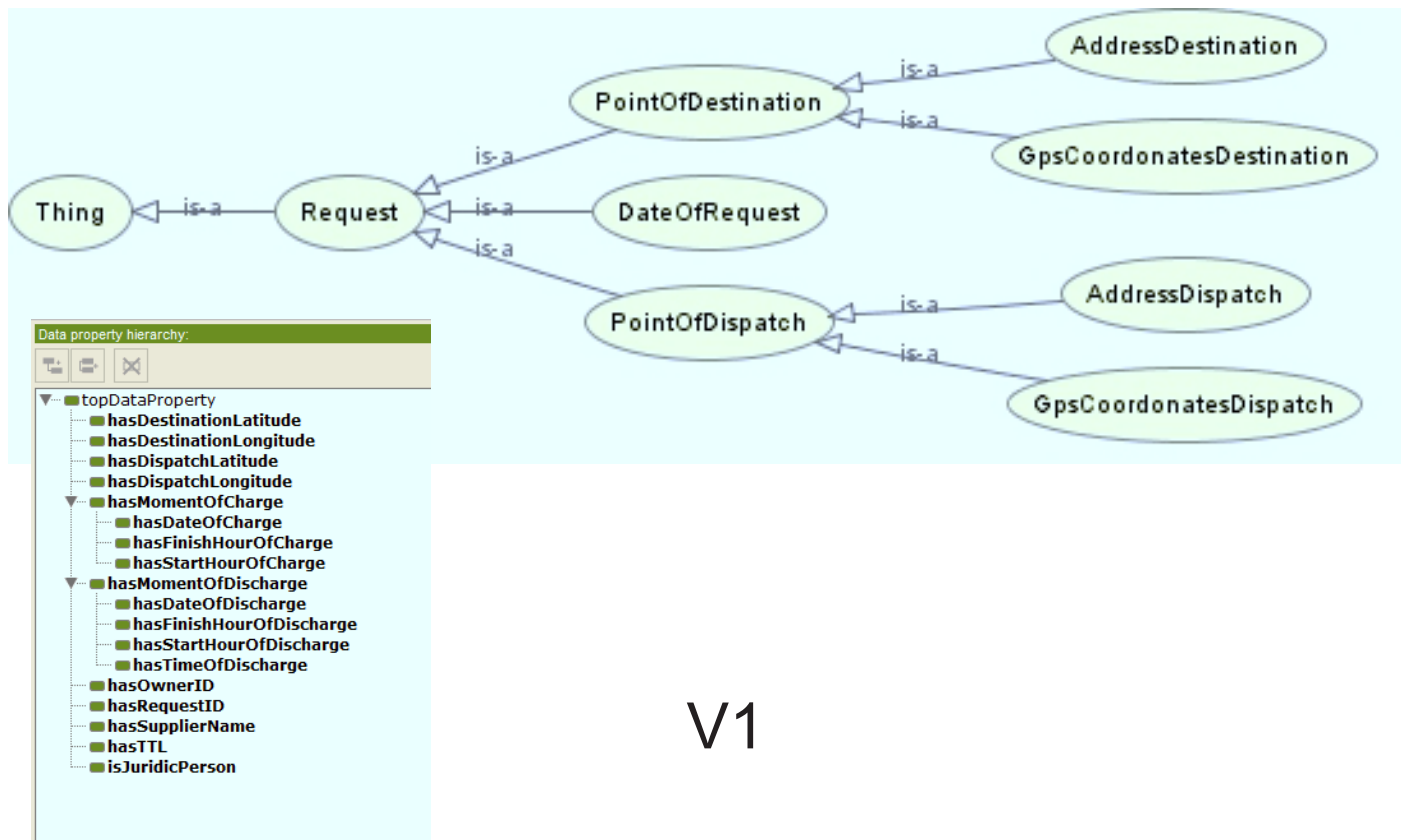 AddressDestination
is-a
PointOfDestination
is-a
GpsCoordonatesDestination
is-a
Thing
is-a
Request
is-a
DateOfRequest
is-a
AddressDispatch
is-a
PointOfDispatch
is-a
GpsCoordonatesDispatch
Data property hierarchy:
topDataProperty
hasDestinationLatitude
hasDestinationLongitude
hasDispatchLatitude
hasDispatchLongitude
hasMomentOfCharge
hasDateOfCharge
hasFinishHourOfCharge
hasStartHourOfCharge
hasMomentOfDischarge
hasDateOfDischarge
hasFinishHourOfDischarge
hasStartHourOfDischarge
hasTimeOfDischarge
hasOwnerID
hasRequestID
hasSupplierName
hasTTL
isJuridicPerson
V1